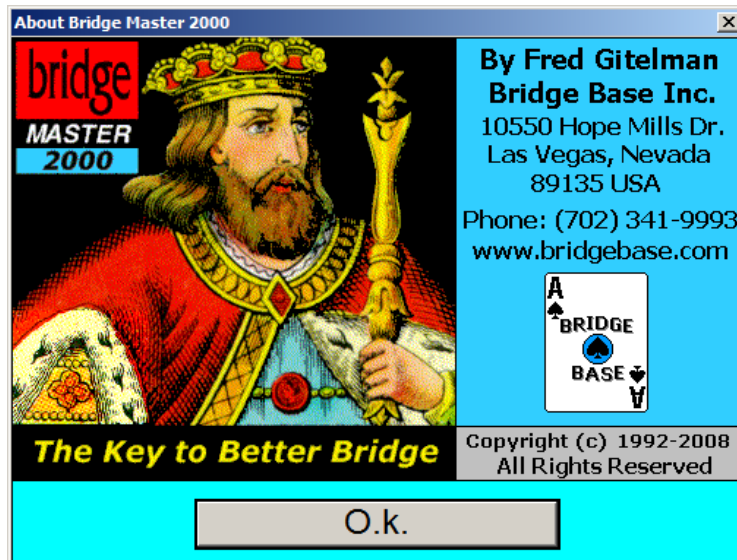 About Bridge Master 2000
bridge
MASTER
2000
By Fred Gitelman
Bridge Base Inc.
10550 Hope Mills Dr.
Las Vegas, Nevada
89135 USA
Phone: (702) 341-9993
www.bridgebase.com
A
BRIDGE
BASE
A
The Key to Better Bridge
Copyright (c) 1992-2008
All Rights Reserved
O.k.